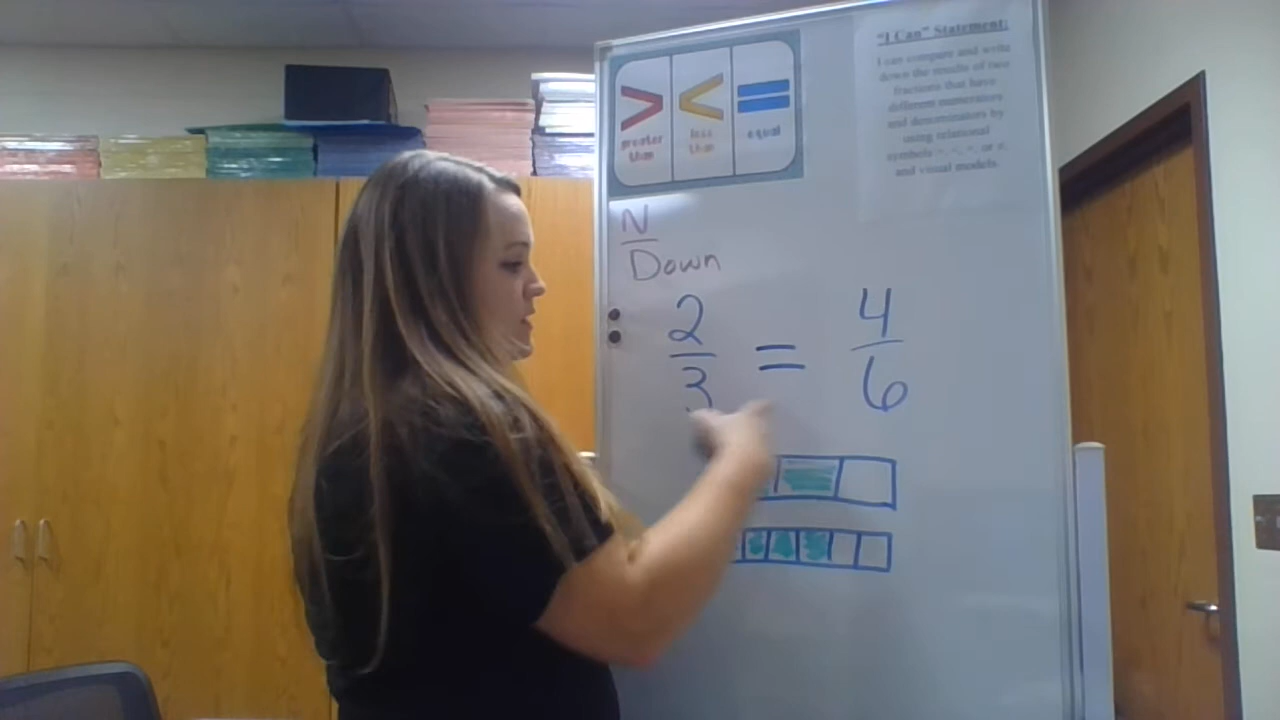 > < =
greater less equal
than than
"I Can" Statement:
I can compare and write
down the results of two
fractions that have
different numerators
and denominators by
using relational
symbols
and visual models.
N
Down
2 4
3 = 6